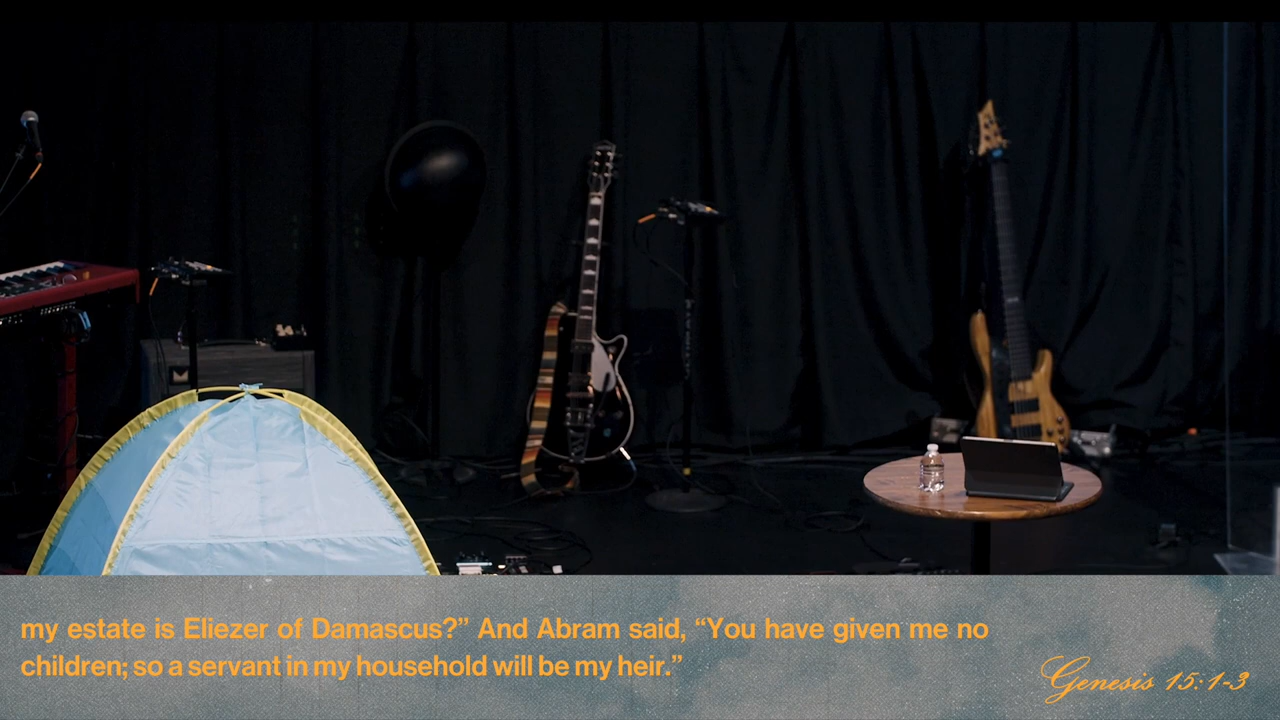 my estate is Eliezer of Damascus?” And Abram said, “You have given me no
children; so a servant in my household will be my heir.”
Genesis 15:1-3